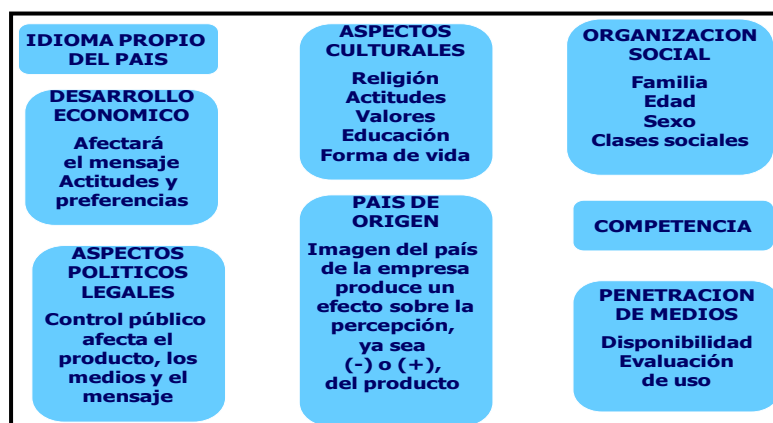 IDIOMA PROPIO
DEL PAIS
DESARROLLO
ECONOMICO
Afectará
el mensaje
Actitudes y
preferencias
ASPECTOS
POLITICOS
LEGALES
Control público
afecta el
producto, los
medios y el
mensaje
ASPECTOS
CULTURALES
Religión
Actitudes
Valores
Educación
Forma de vida
PAIS DE
ORIGEN
Imagen del país
de la empresa
produce un
efecto sobre la
percepción,
ya sea
(-) o (+),
del producto
ORGANIZACION
SOCIAL
Familia
Edad
Sexo
Clases sociales
COMPETENCIA
PENETRACION
DE MEDIOS
Disponibilidad
Evaluación
de uso